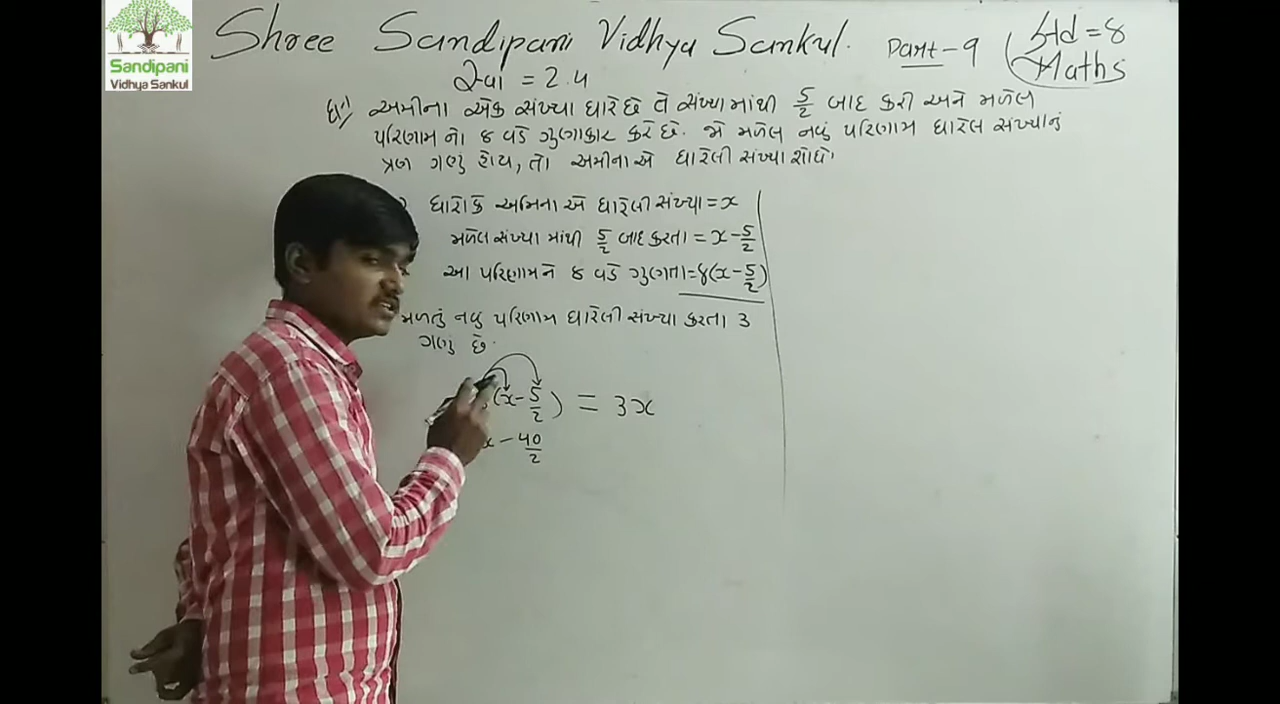 Sandipani
Vidhya Sankul
Shree Sandipani Vidhya Sankul. Part-9
Std=8
Maths
સ્વા = 2.4
અમીના એક સંખ્યા ધારે છે તે સંખ્યામાંથી 5/2 બાદ કરી અને મળેલ
પરિણામને 8 વડે ગુણાકાર કરે છે. જો મળેલ નવું પરિણામ ધારેલ સંખ્યાનું
ત્રણ ગણું હોય, તો અમીના એ ધારેલી સંખ્યા શોધો
ધારોકે અમિના એ ધારેલી સંખ્યા = x
મળેલ સંખ્યા માંથી 5/2 બાદ કરતા = x-5/2
આ પરિણામને 8 વડે ગુણતા=8(x-5/2)
મળતું નવુ પરિણામ ધારેલી સંખ્યા કરતા 3
ગણુ છે.
(x-5/2) = 3x
x - 40/2